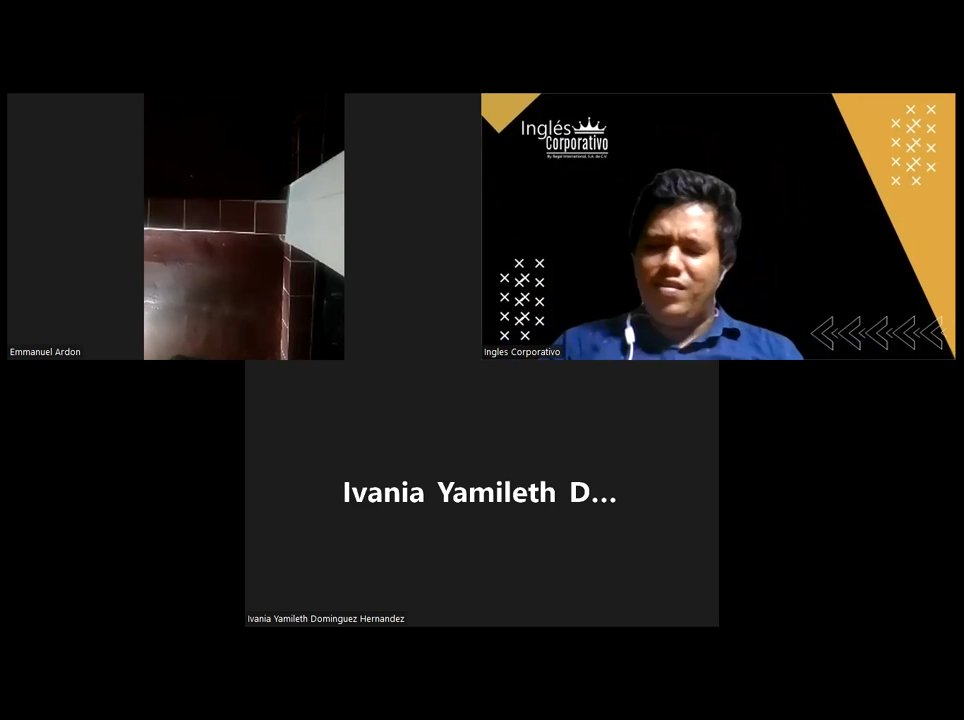 Inglés
Corporativo
By Regal International, S.A. de C.V.
Emmanuel Ardon
Ingles Corporativo
Ivania Yamileth D...
Ivania Yamileth Dominguez Hernandez